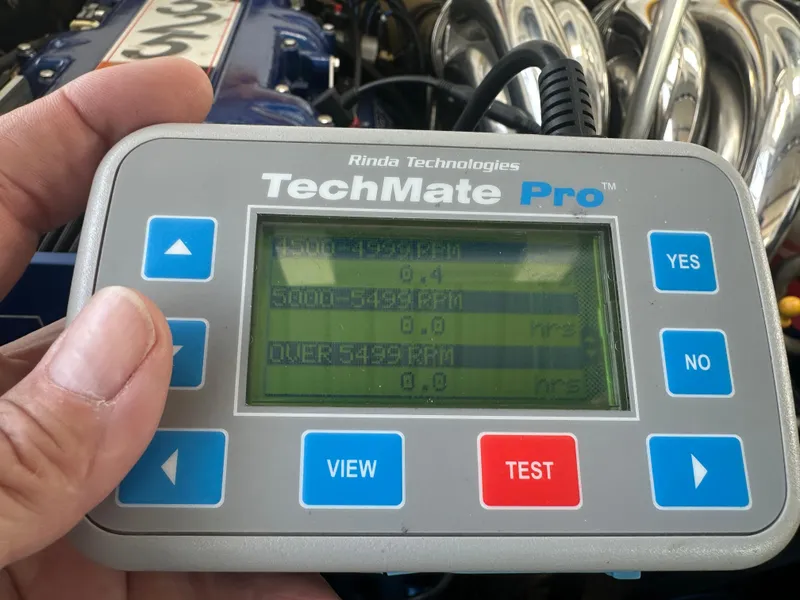 Rinda Technologies
TechMate Pro™
4500-4999 RPM
0.4
5000-5499 RPM
YES
0.0 hrs
OVER 5499 RPM
NO
0.0 hrs
VIEW
TEST